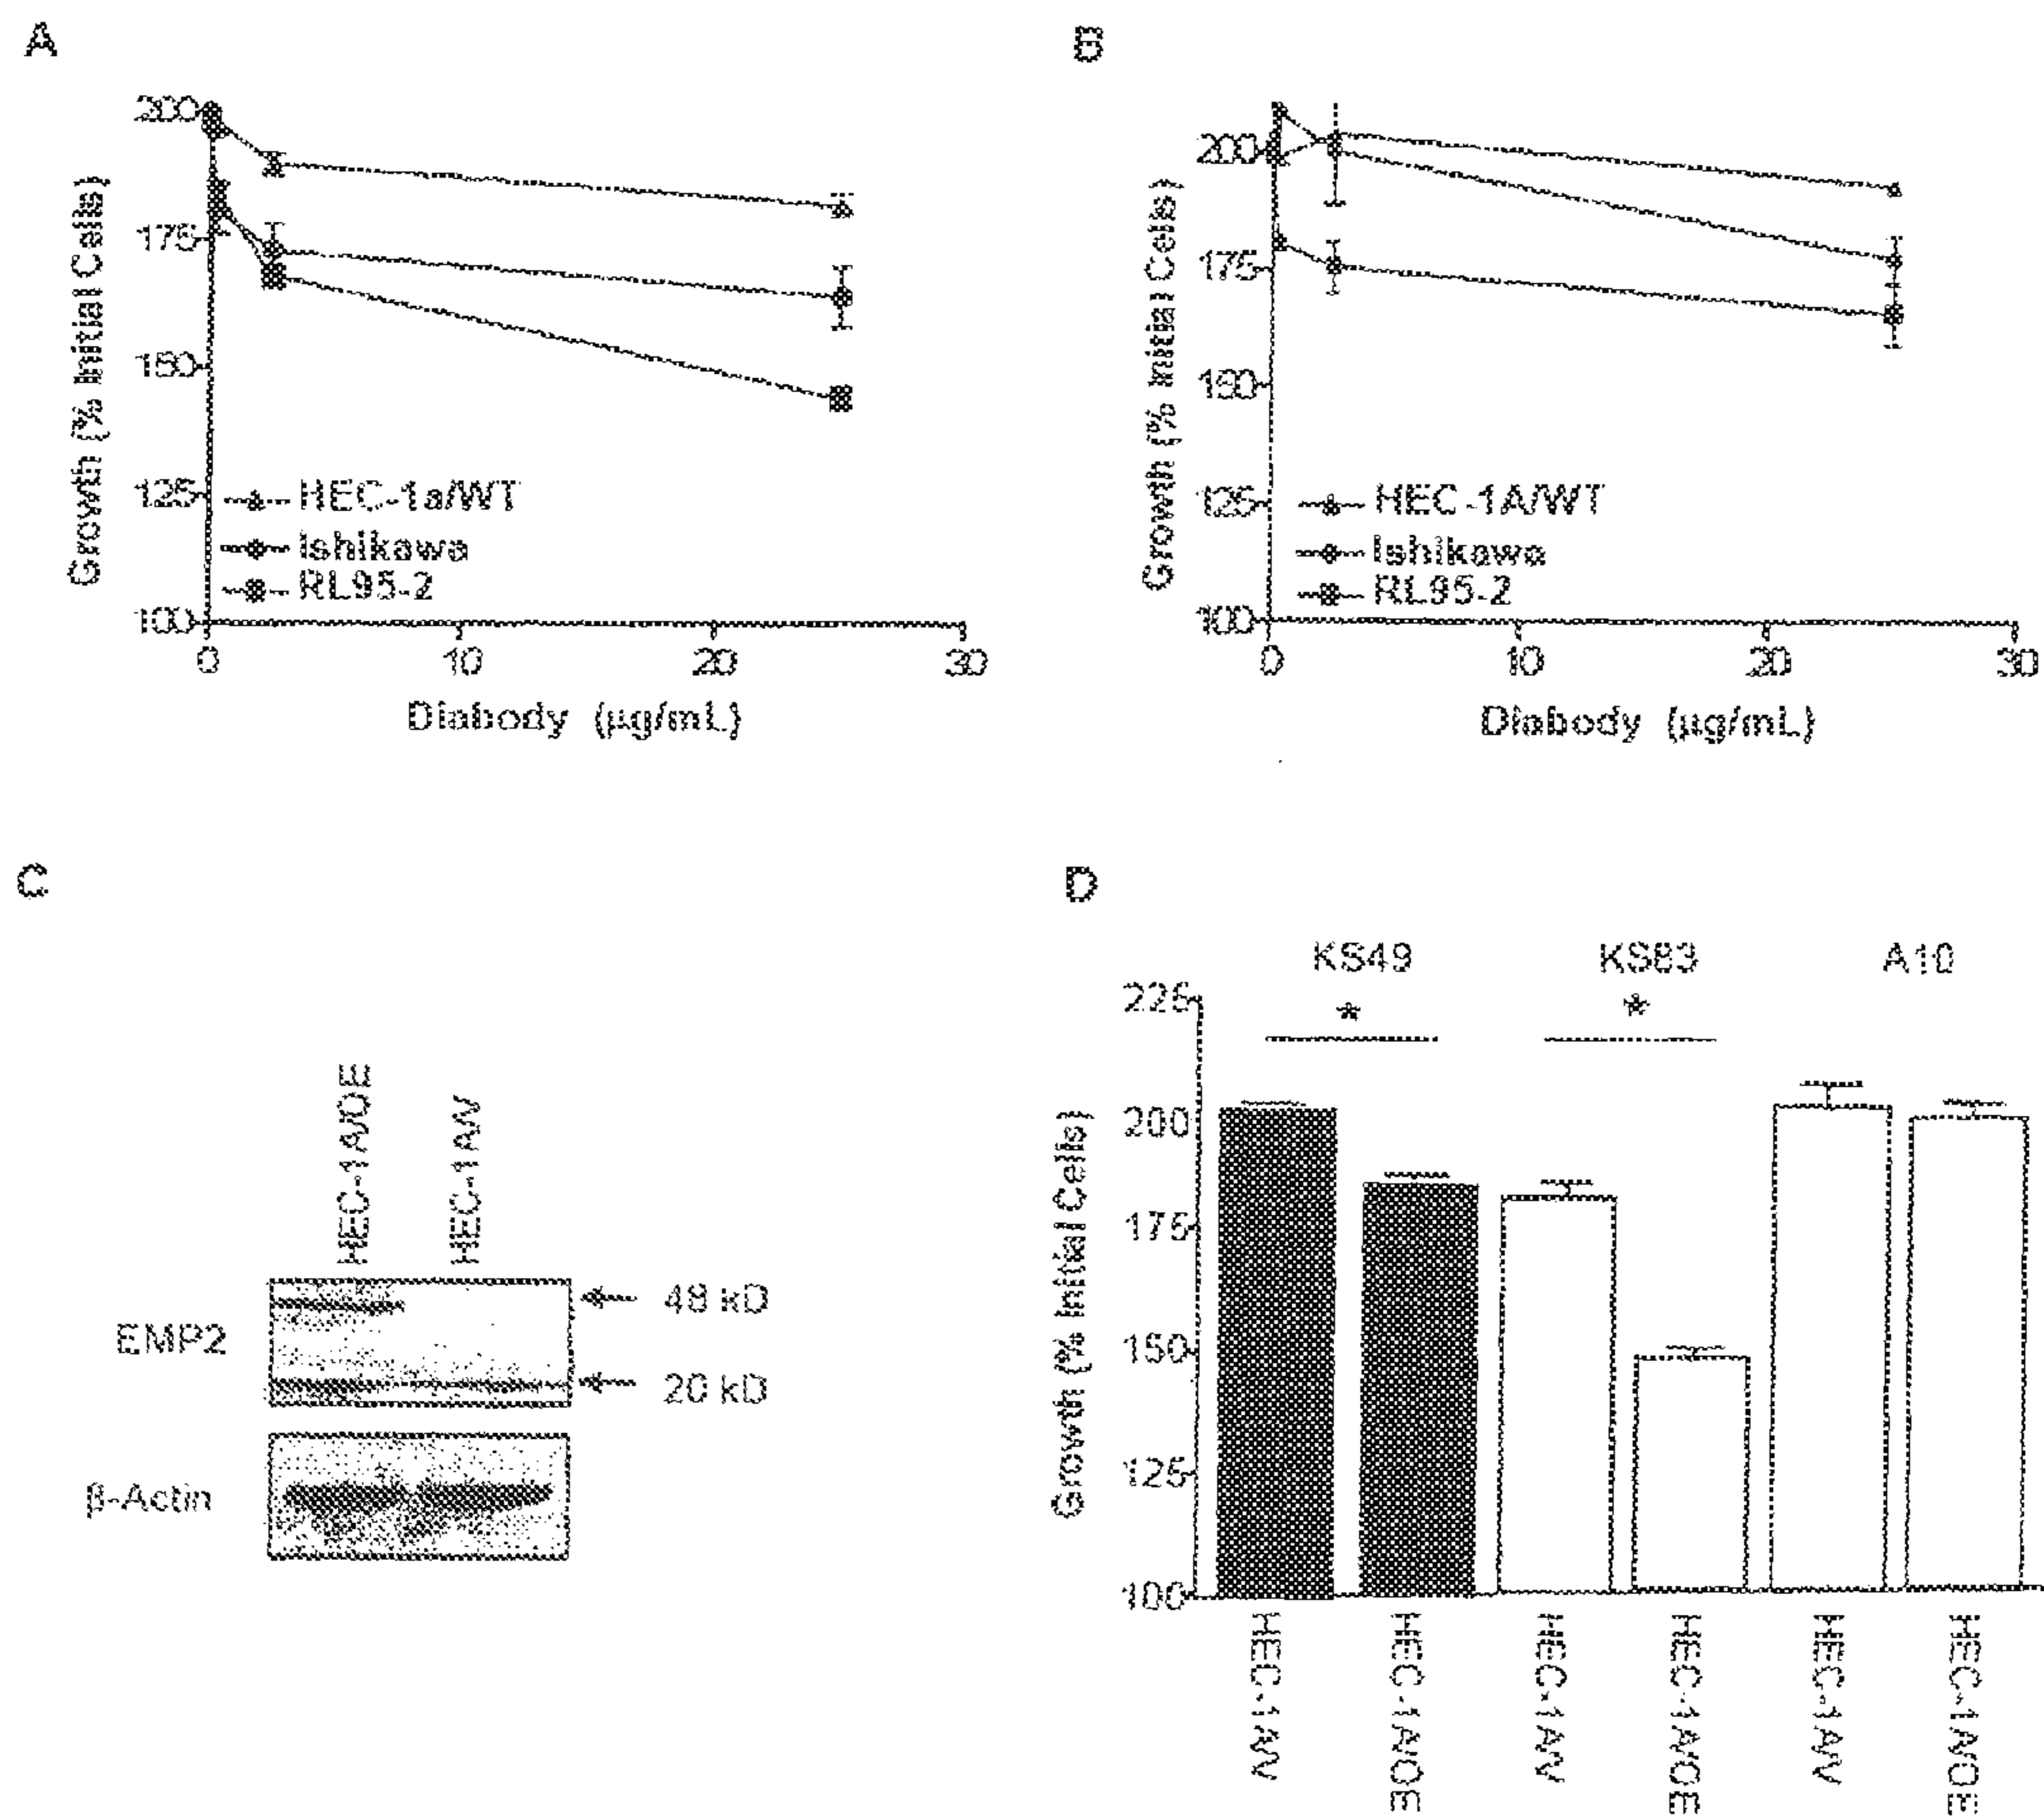 A
200
175
150
125
100
0
10
20
30
Growth (% Initial Cells)
HEC-1a/WT
Ishikawa
RL95-2
Diabody (µg/mL)
B
200
175
150
125
100
0
10
20
30
Growth (% Initial Cells)
HEC-1A/WT
Ishikawa
RL95-2
Diabody (µg/mL)
C
HEC-1A/OE
HEC-1A/V
EMP2
48 kD
20 kD
β-Actin
D
KS49
KS83
A10
*
*
225
200
175
150
125
100
Growth (% Initial Cells)
HEC-1A/V
HEC-1A/OE
HEC-1A/V
HEC-1A/OE
HEC-1A/V
HEC-1A/OE